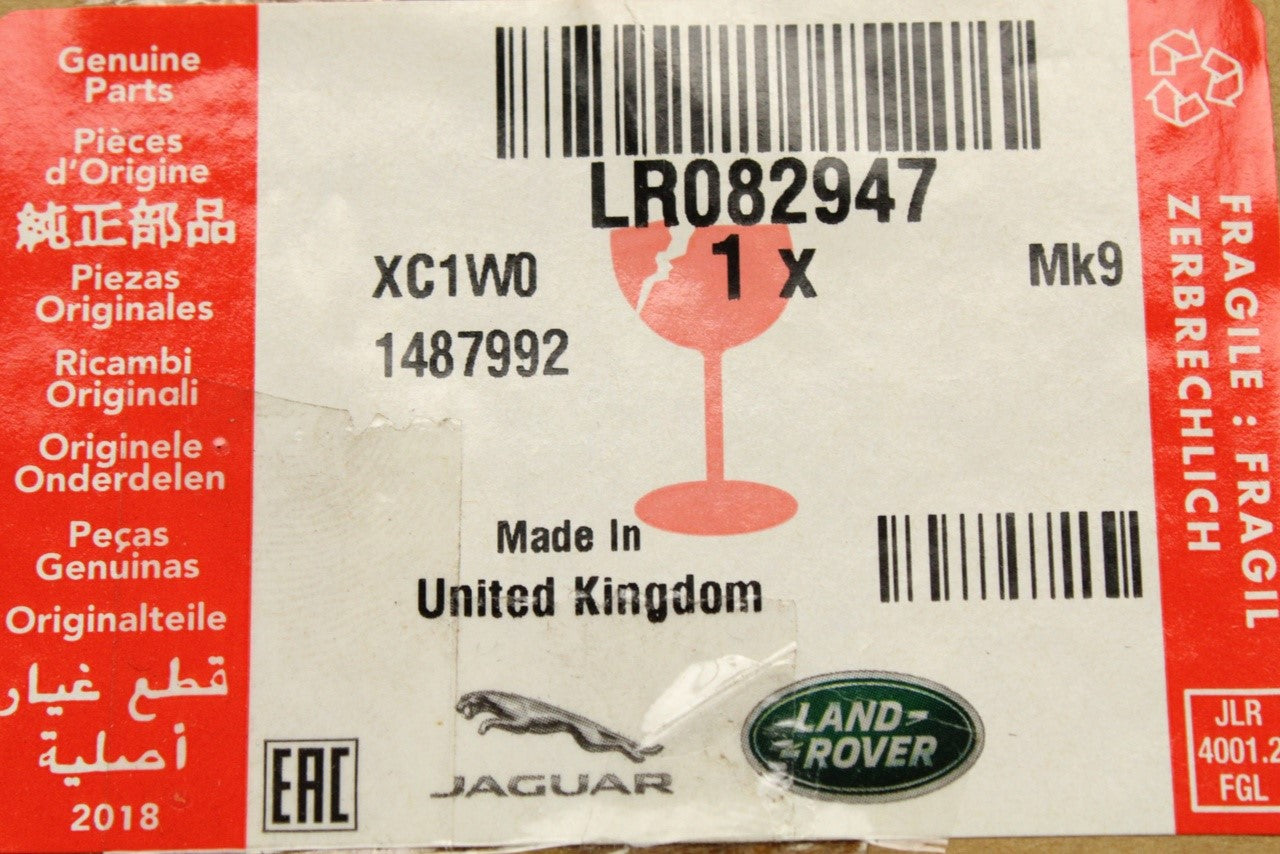 Genuine
Parts
Pièces
d'Origine
純正部品
Piezas
Originales
Ricambi
Originali
Originele
Onderdelen
Peças
Genuinas
Originalteile
قطع غيار
أصلية
2018
LR082947
1 x
XC1W0
Mk9
1487992
Made In
United Kingdom
EAC
JAGUAR
LAND-
ROVER
FRAGILE : FRAGIL
ZERBRECHLICH
JLR
4001.2
FGL